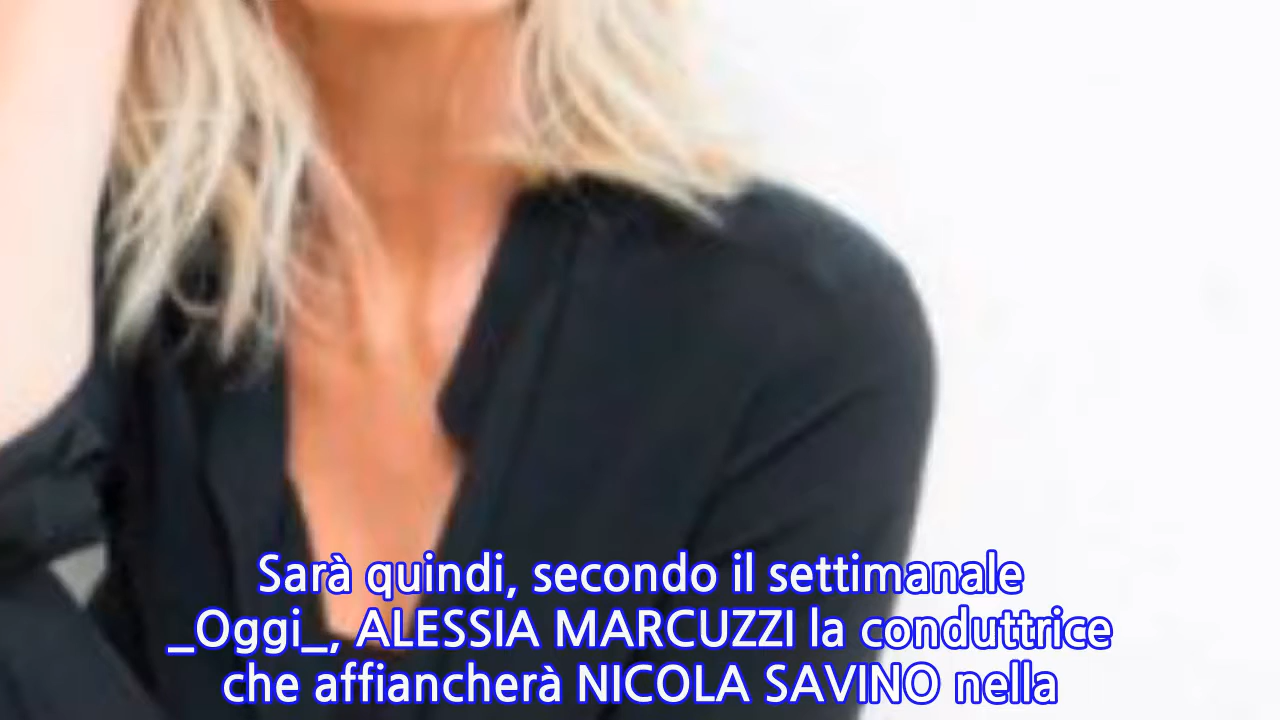 Sarà quindi, secondo il settimanale
_Oggi_, ALESSIA MARCUZZI la conduttrice
che affiancherà NICOLA SAVINO nella